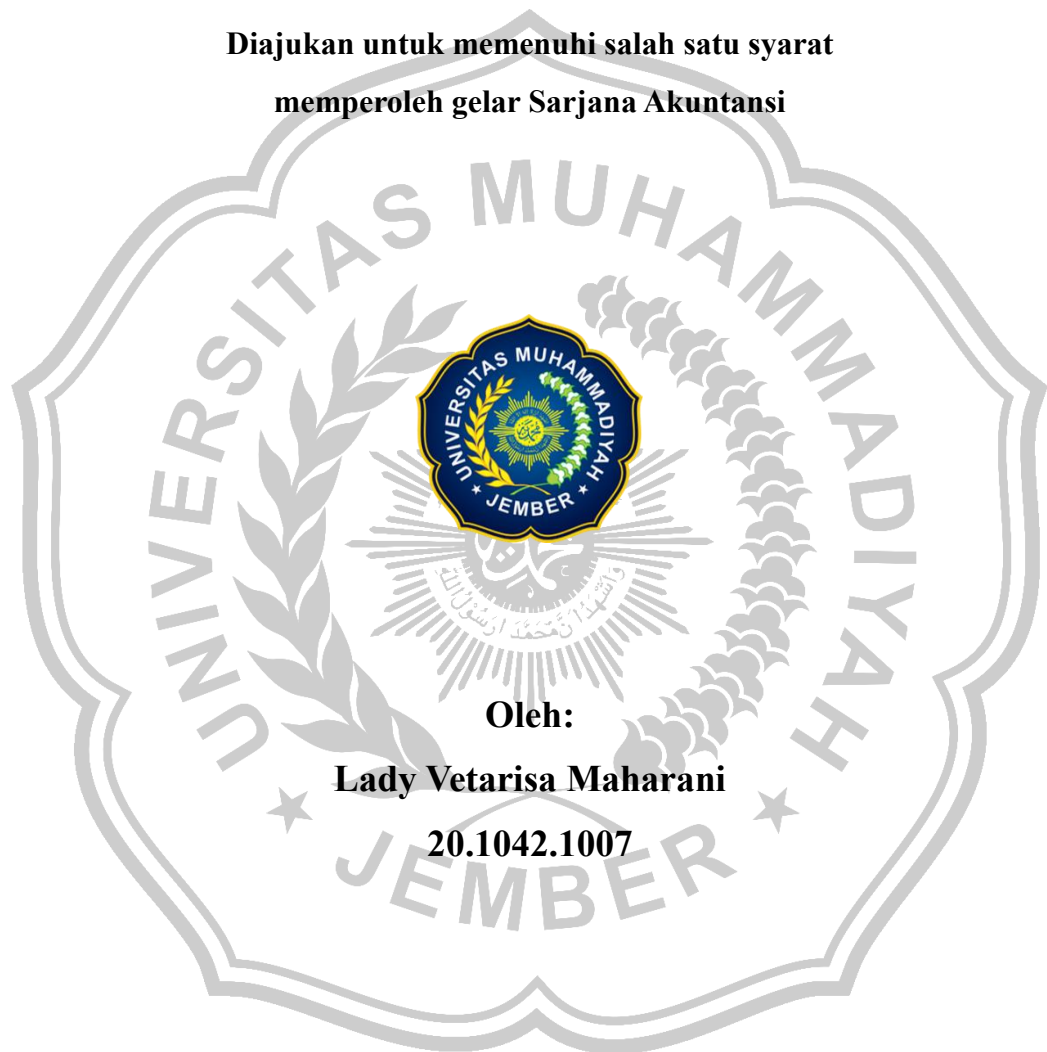 Diajukan untuk memenuhi salah satu syarat
memperoleh gelar Sarjana Akuntansi
UNIVERSITAS MUHAMMADIYAH
JEMBER
UNIVERSITAS MUHAMMADIYAH
JEMBER
Oleh:
Lady Vetarisa Maharani
20.1042.1007